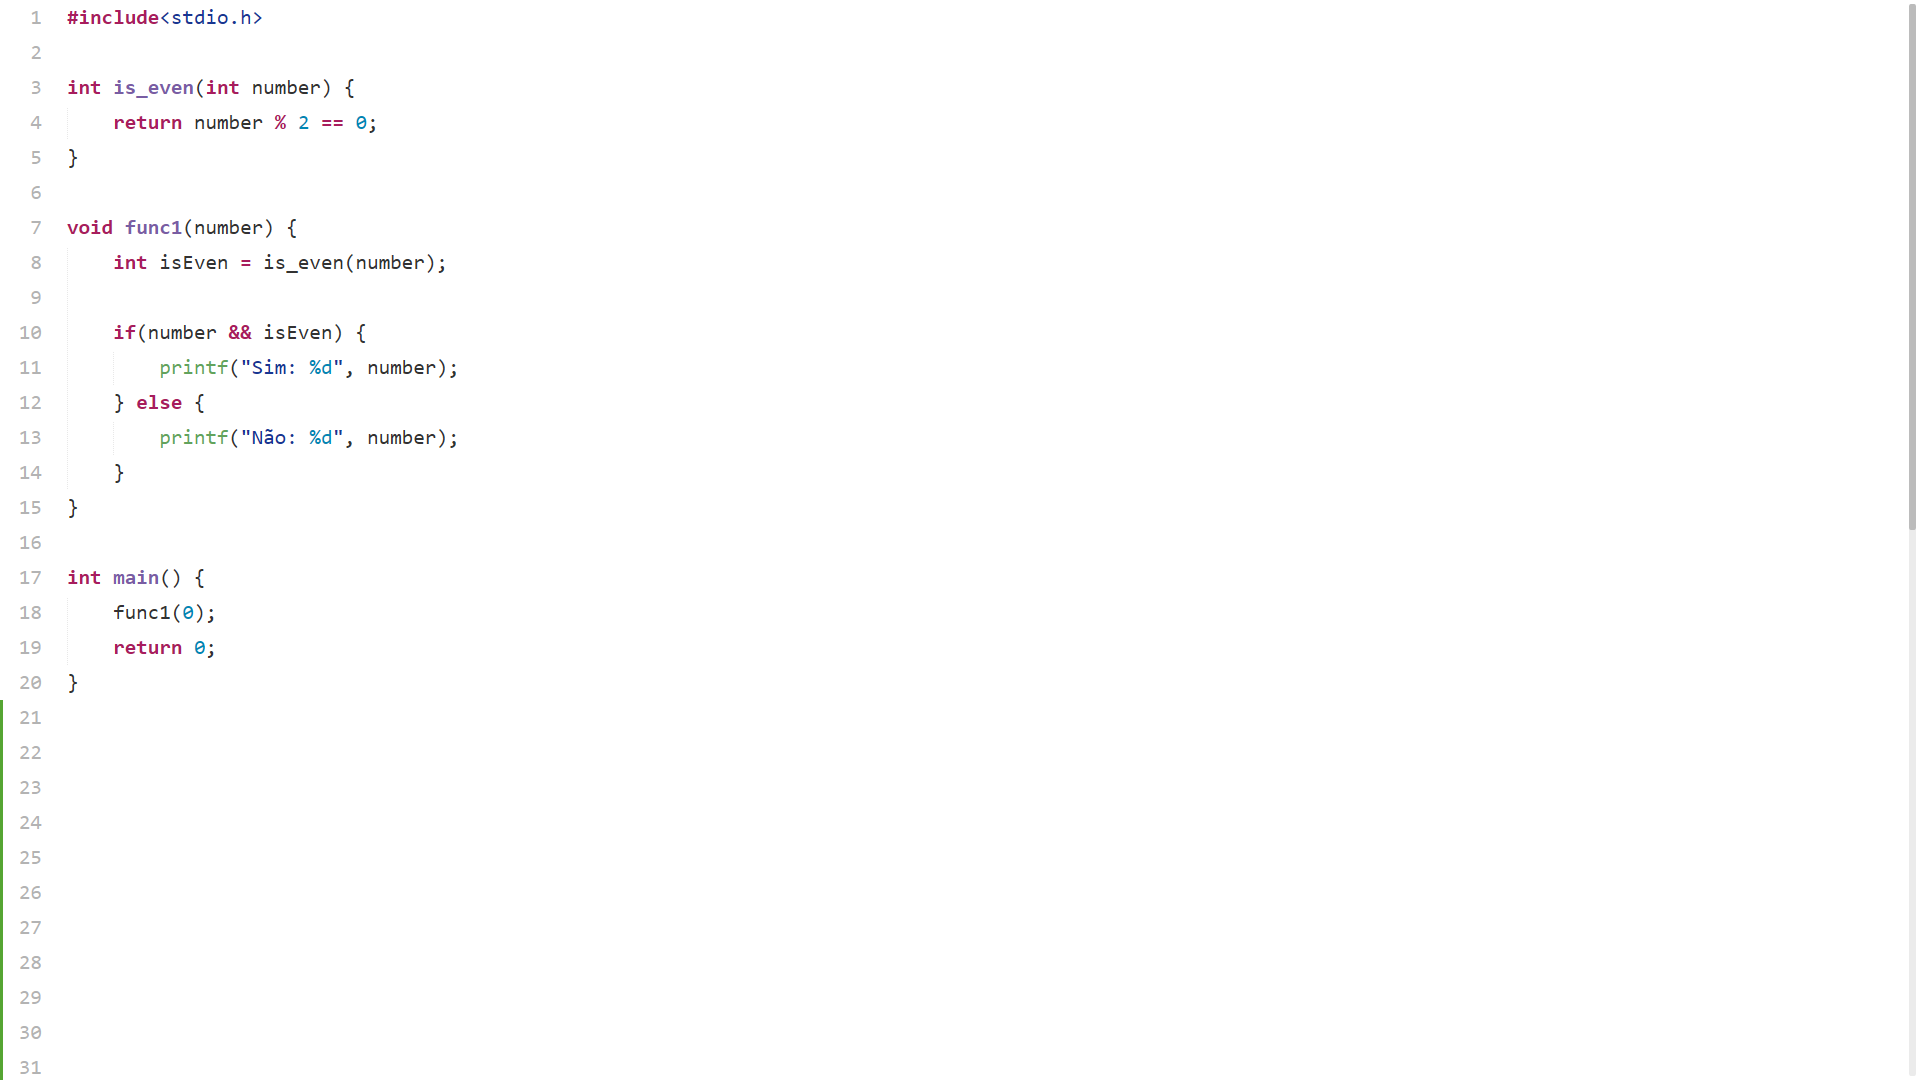 1 #include<stdio.h>
2
3 int is_even(int number) {
4     return number % 2 == 0;
5 }
6
7 void func1(number) {
8     int isEven = is_even(number);
9
10     if(number && isEven) {
11         printf("Sim: %d", number);
12     } else {
13         printf("Não: %d", number);
14     }
15 }
16
17 int main() {
18     func1(0);
19     return 0;
20 }
21
22
23
24
25
26
27
28
29
30
31